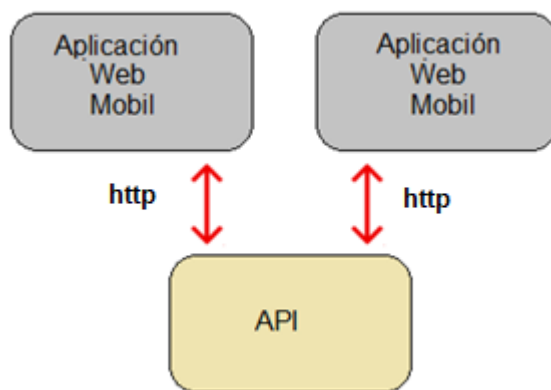 Aplicación
Web
Mobil
Aplicación
Web
Mobil
http
http
API